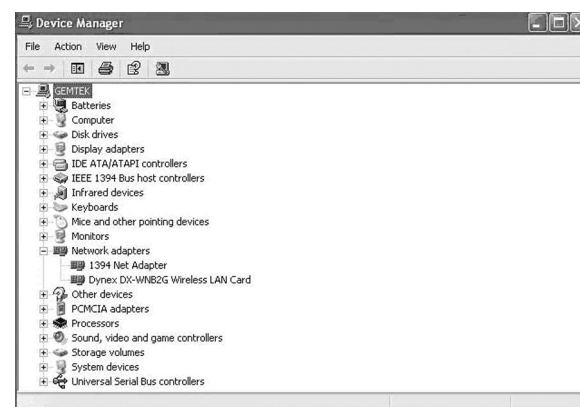 Device Manager
File Action View Help
GEMTEK
Batteries
Computer
Disk drives
Display adapters
IDE ATA/ATAPI controllers
IEEE 1394 Bus host controllers
Infrared devices
Keyboards
Mice and other pointing devices
Monitors
Network adapters
1394 Net Adapter
Dynex DX-WNB2G Wireless LAN Card
Other devices
PCMCIA adapters
Processors
Sound, video and game controllers
Storage volumes
System devices
Universal Serial Bus controllers